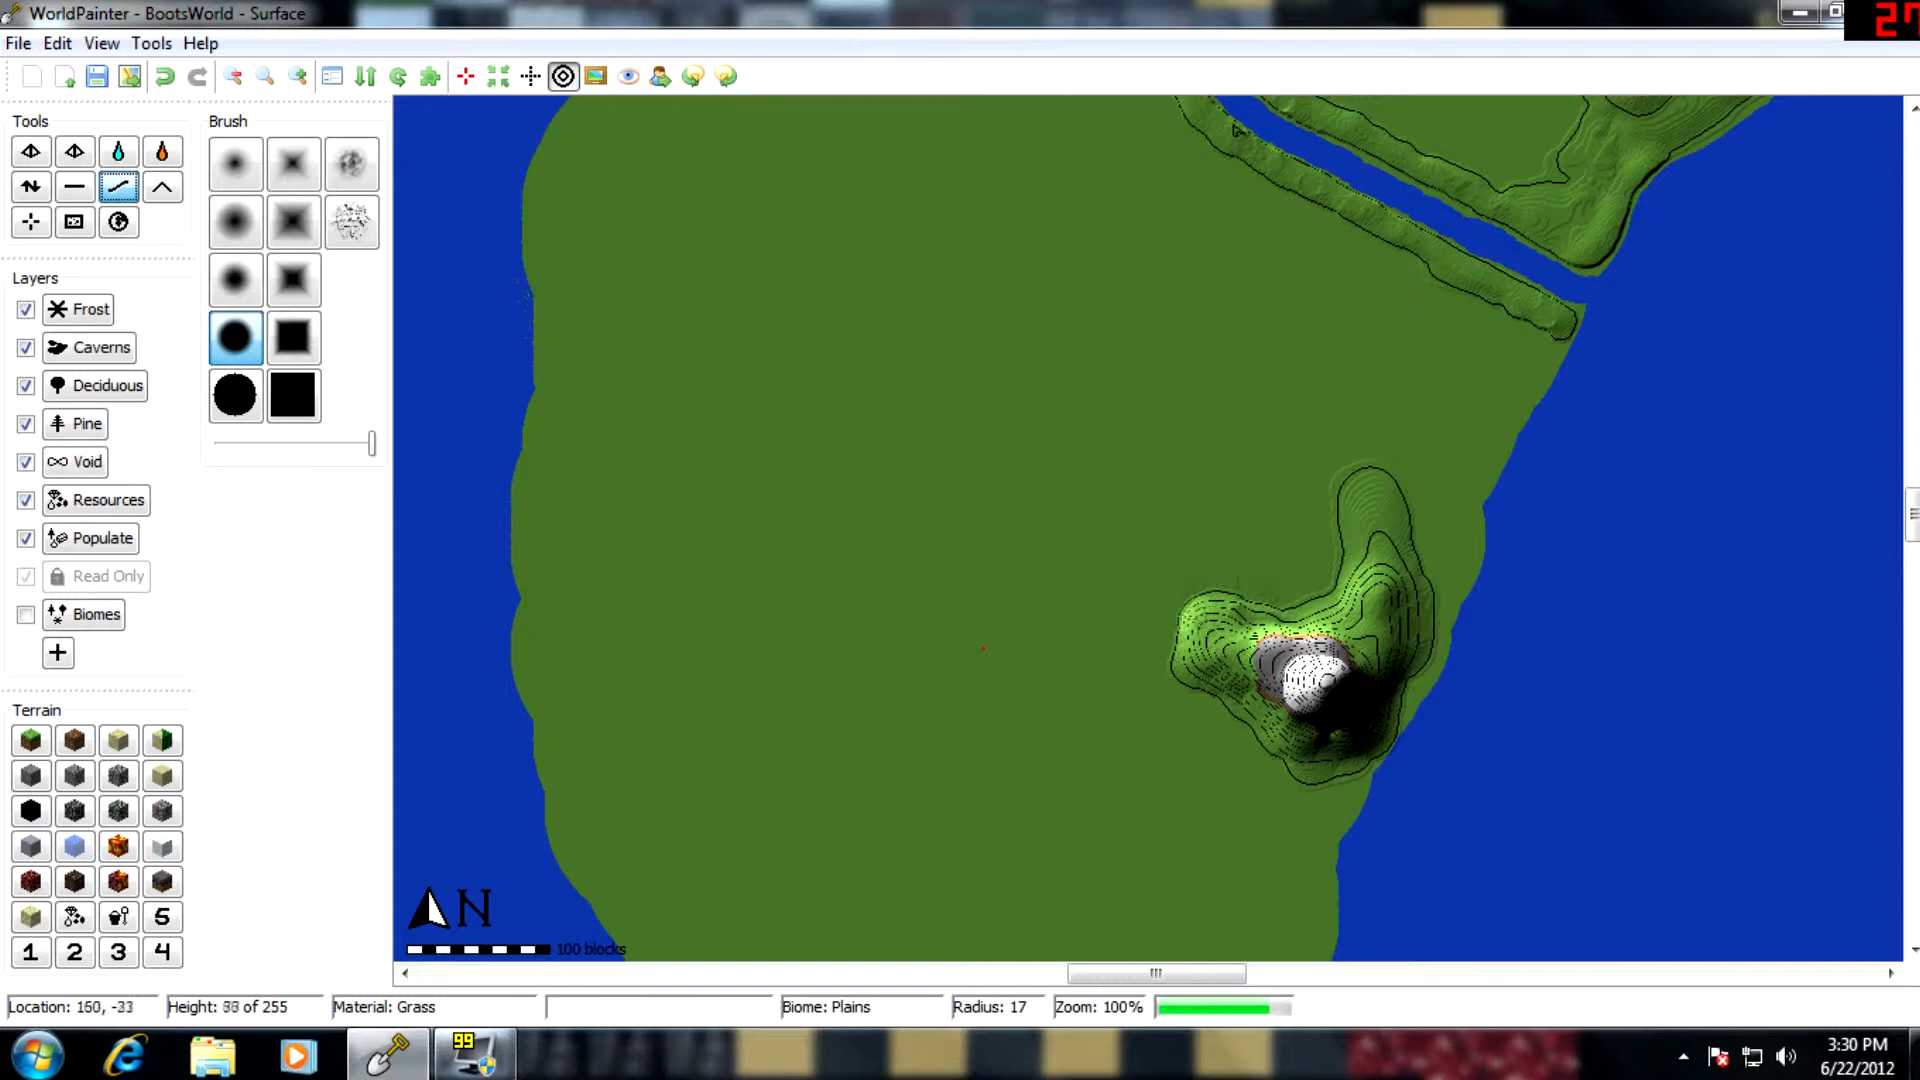 WorldPainter - BootsWorld - Surface
27
File Edit View Tools Help
Tools
Brush
Layers
Frost
Caverns
Deciduous
Pine
Void
Resources
Populate
Read Only
Biomes
Terrain
5
1 2 3 4
N
100 blocks
Location: 160, -33 Height: of 255 Material: Grass Biome: Plains Radius: 17 Zoom: 100%
99
3:30 PM
6/22/2012